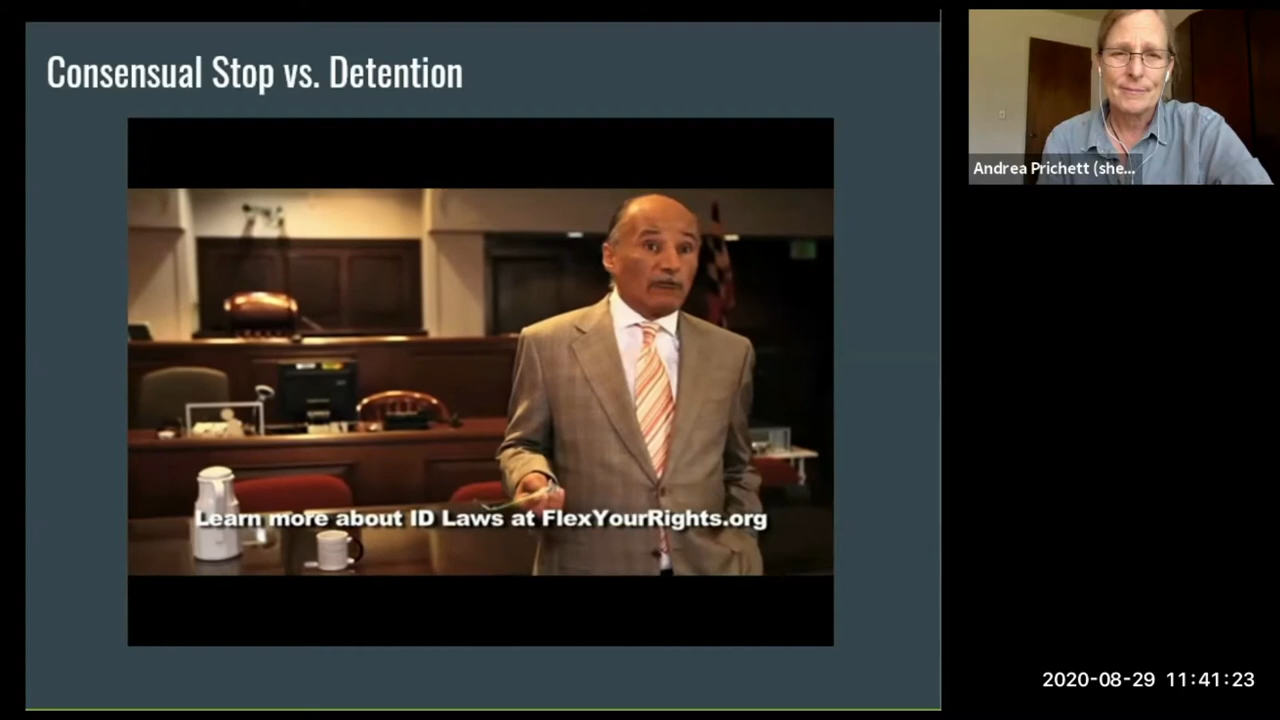 Consensual Stop vs. Detention
Andrea Prichett (she...
Learn more about ID Laws at FlexYourRights.org
2020-08-29 11:41:23